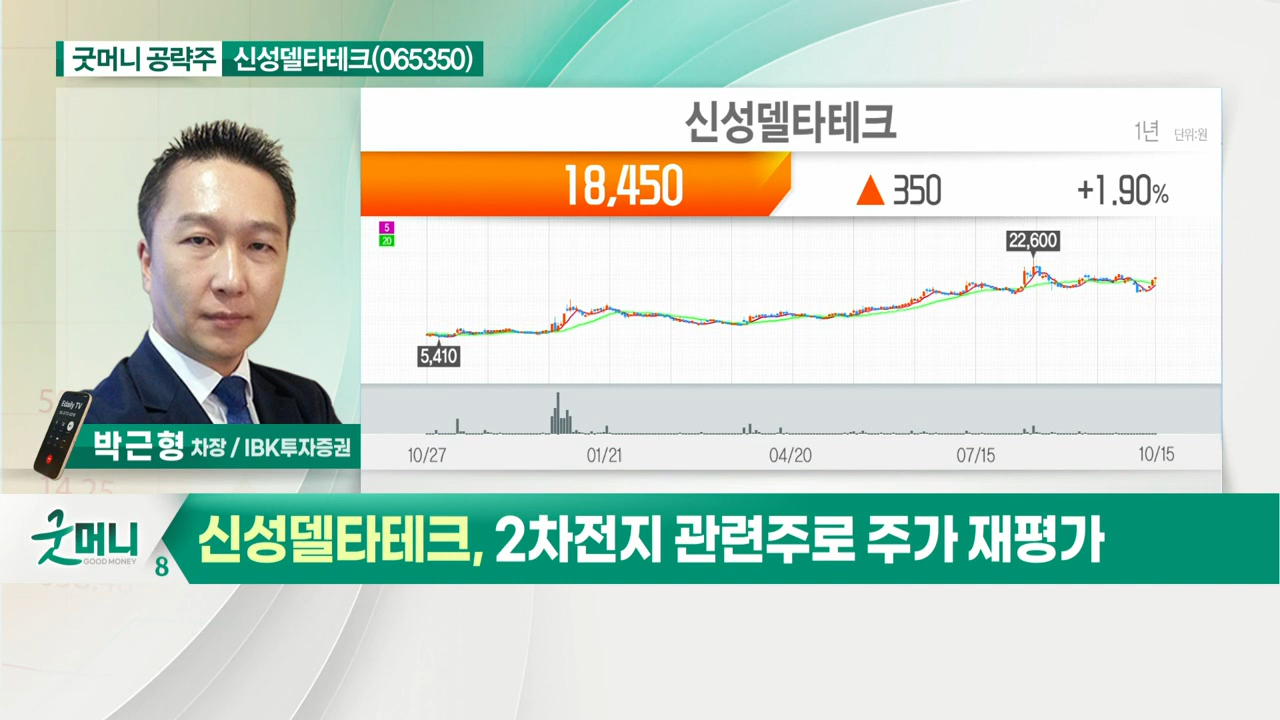 굿머니 공략주 신성델타테크(065350)
신성델타테크
1년 단위:원
18,450 ▲ 350 +1.90%
5
20
22,600
5,410
10/27 01/21 04/20 07/15 10/15
Edaily TV
박근형 차장 / IBK투자증권
14.25
굿머니
GOOD MONEY
8
신성델타테크, 2차전지 관련주로 주가 재평가